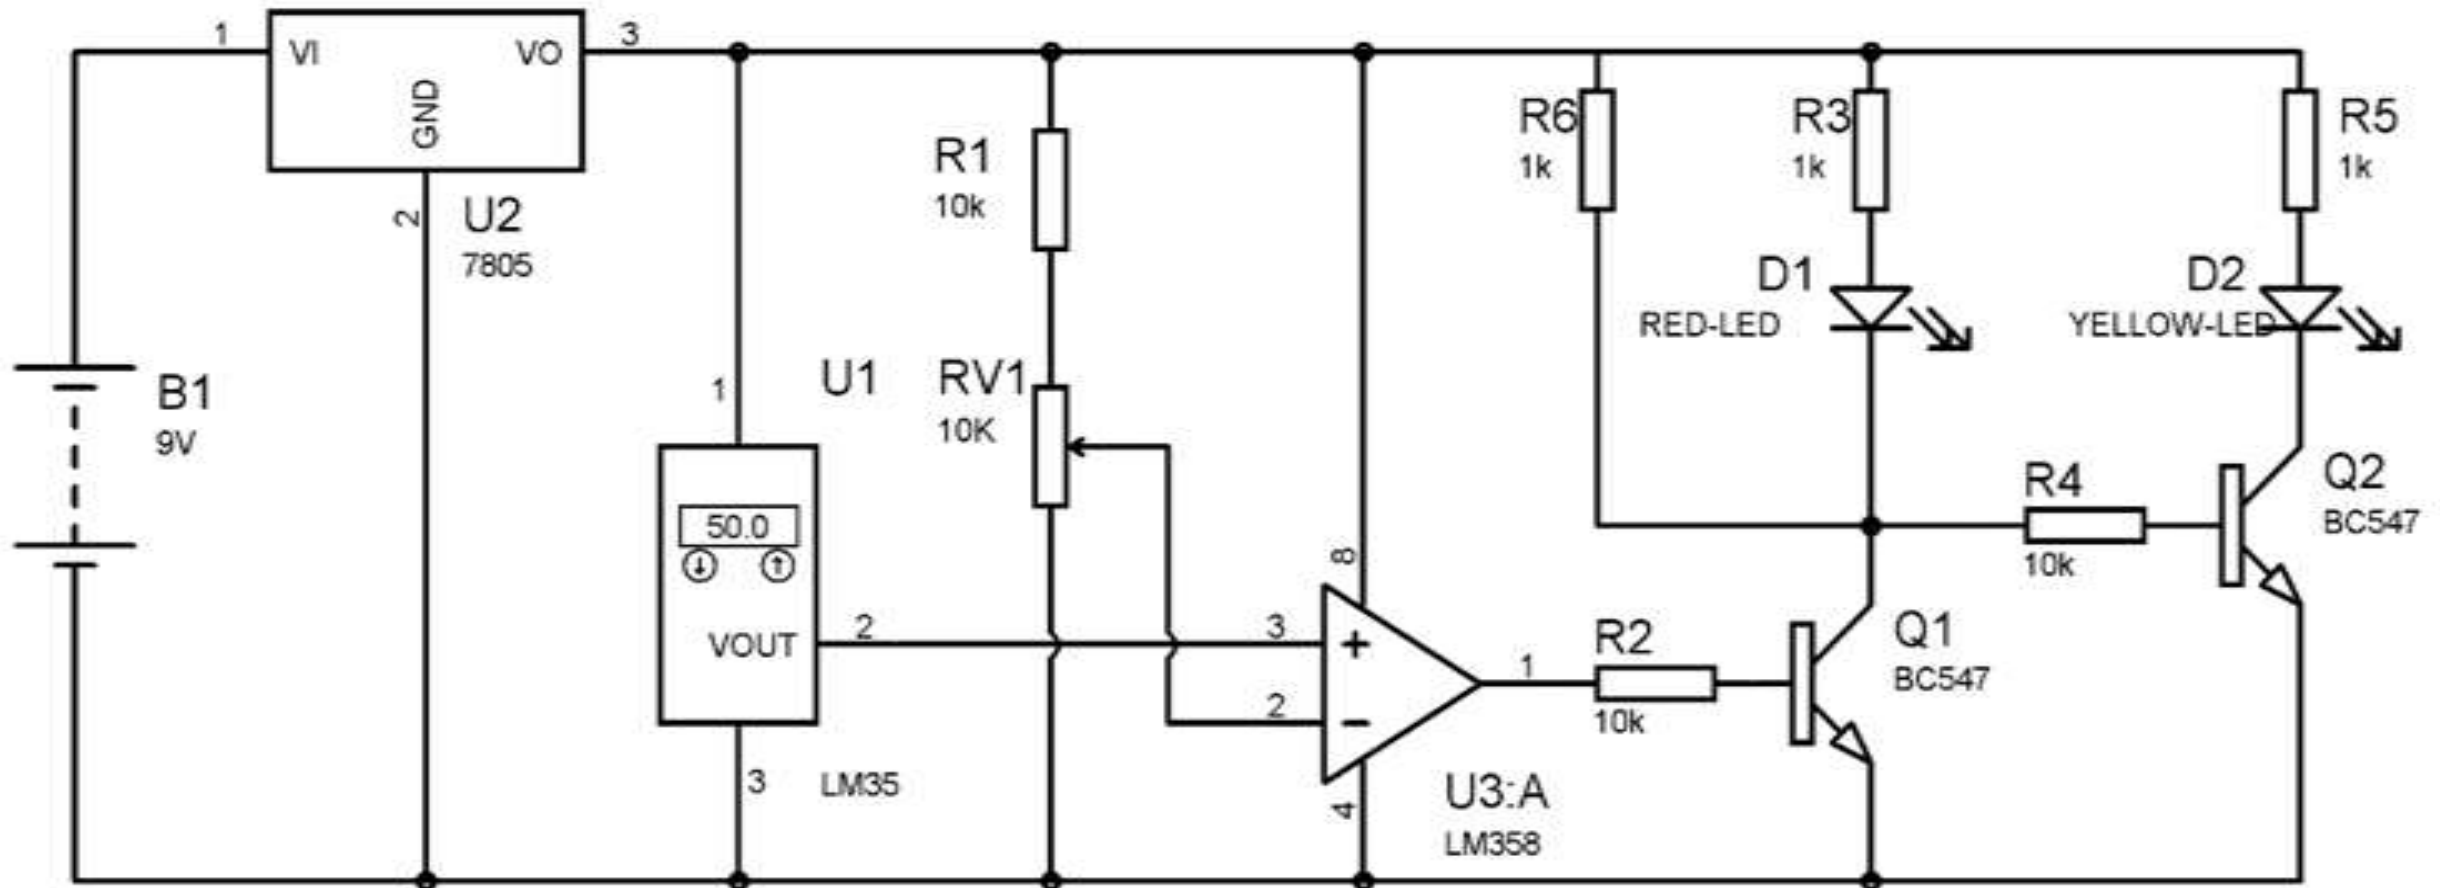 1
VI
VO
3
GND
2
U2
7805
B1
9V
R1
10k
RV1
10K
1
U1
50.0
VOUT
2
3
LM35
8
3
+
2
−
4
1
U3:A
LM358
R2
10k
Q1
BC547
R6
1k
R3
1k
D1
RED-LED
R5
1k
D2
YELLOW-LED
R4
10k
Q2
BC547